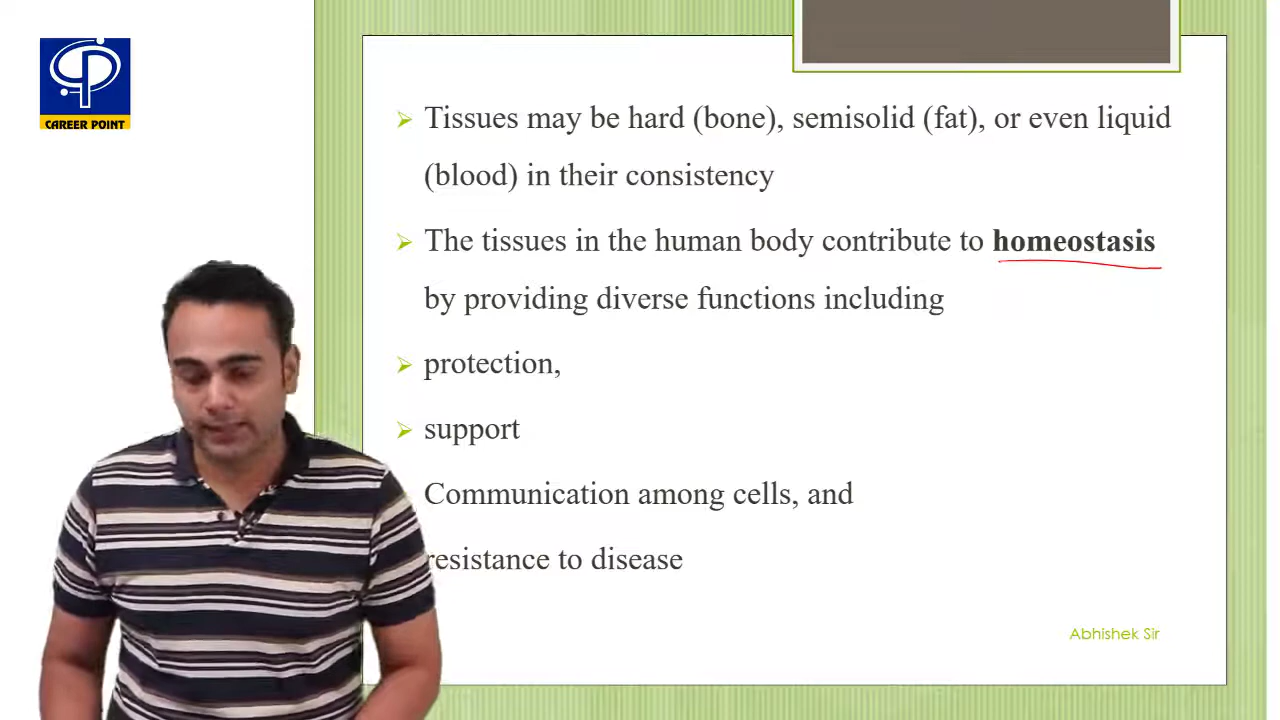 CAREER POINT
Tissues may be hard (bone), semisolid (fat), or even liquid
(blood) in their consistency
The tissues in the human body contribute to homeostasis
by providing diverse functions including
protection,
support
Communication among cells, and
resistance to disease
Abhishek Sir